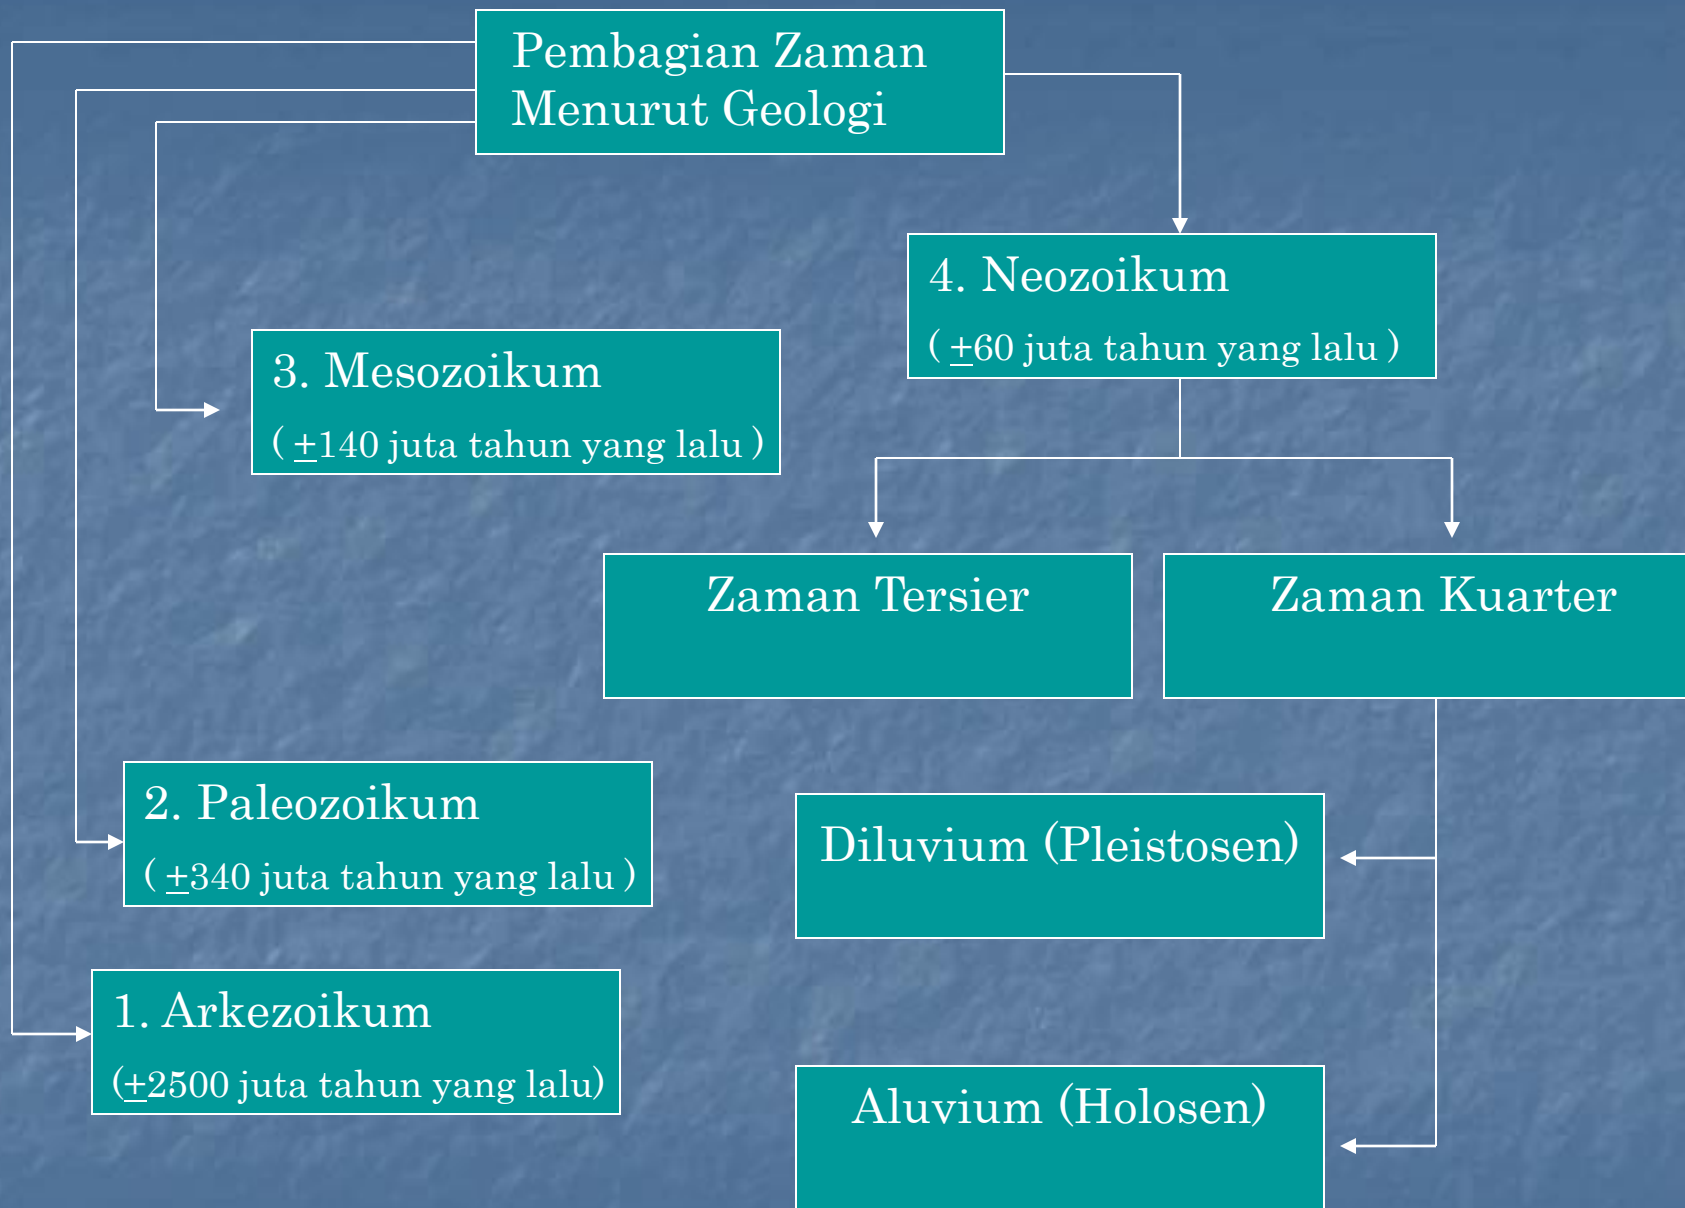 Pembagian Zaman
Menurut Geologi
4. Neozoikum
( ±60 juta tahun yang lalu )
3. Mesozoikum
( ±140 juta tahun yang lalu )
Zaman Tersier
Zaman Kuarter
2. Paleozoikum
( ±340 juta tahun yang lalu )
Diluvium (Pleistosen)
1. Arkezoikum
(±2500 juta tahun yang lalu)
Aluvium (Holosen)